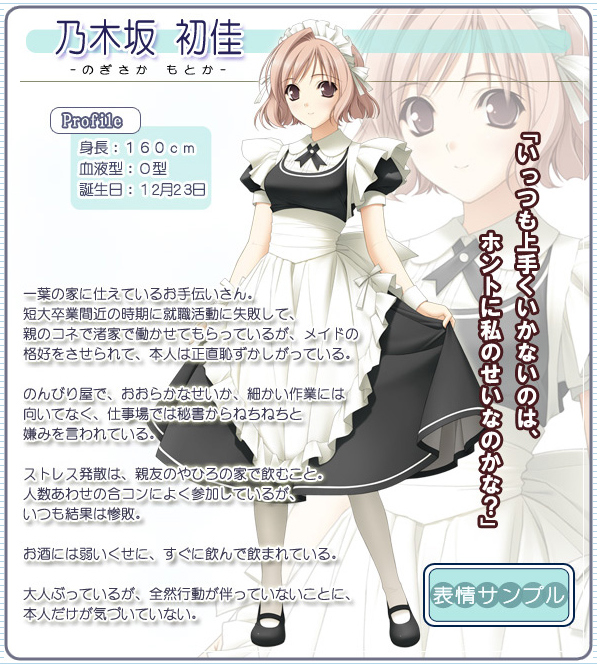 乃木坂 初佳
-のぎさか もとか-
Profile
身長：１６０ｃｍ
血液型：Ｏ型
誕生日：１２月２３日
「いっつも上手くいかないのは、
ホントに私のせいなのかな？」
一葉の家に仕えているお手伝いさん。
短大卒業間近の時期に就職活動に失敗して、
親のコネで渚家で働かせてもらっているが、メイドの
格好をさせられて、本人は正直恥ずかしがっている。
のんびり屋で、おおらかなせいか、細かい作業には
向いてなく、仕事場では秘書からねちねちと
嫌みを言われている。
ストレス発散は、親友のやひろの家で飲むこと。
人数あわせの合コンによく参加しているが、
いつも結果は惨敗。
お酒には弱いくせに、すぐに飲んで飲まれている。
大人ぶっているが、全然行動が伴っていないことに、
本人だけが気づいていない。
表情サンプル